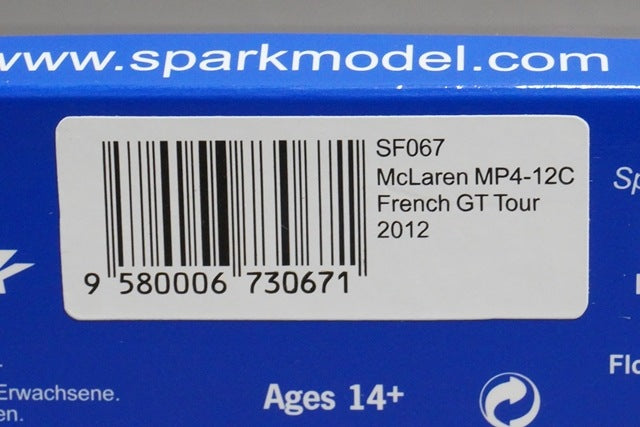 www.sparkmodel.com
SF067
McLaren MP4-12C
French GT Tour
2012
9 580006 730671
Sp
Erwachsene.
en.
Ages 14+
Flo